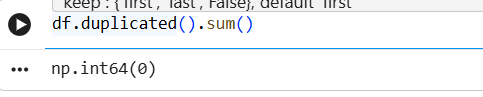 keep : {'first', 'last', False}, default 'first'
df.duplicated().sum()
np.int64(0)